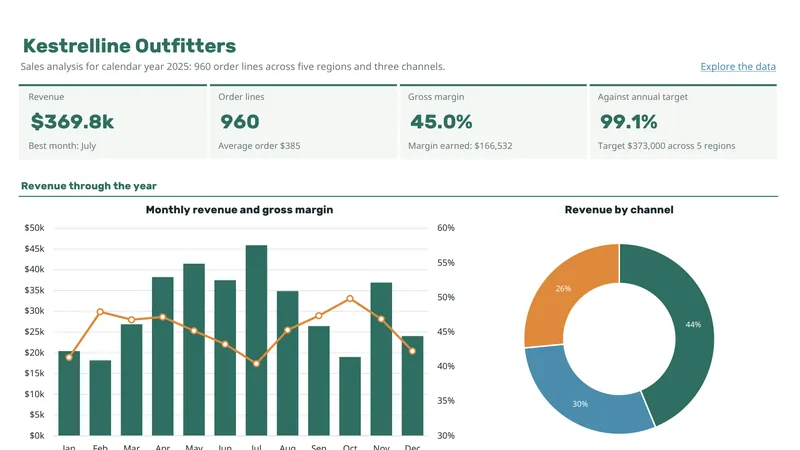 Kestrelline Outfitters
Sales analysis for calendar year 2025: 960 order lines across five regions and three channels.
Explore the data
Revenue
$369.8k
Best month: July
Order lines
960
Average order $385
Gross margin
45.0%
Margin earned: $166,532
Against annual target
99.1%
Target $373,000 across 5 regions
Revenue through the year
Monthly revenue and gross margin
$50k
$45k
$40k
$35k
$30k
$25k
$20k
$15k
$10k
$5k
$0k
60%
55%
50%
45%
40%
35%
30%
Jan Feb Mar Apr May Jun Jul Aug Sep Oct Nov Dec
Revenue by channel
26%
44%
30%